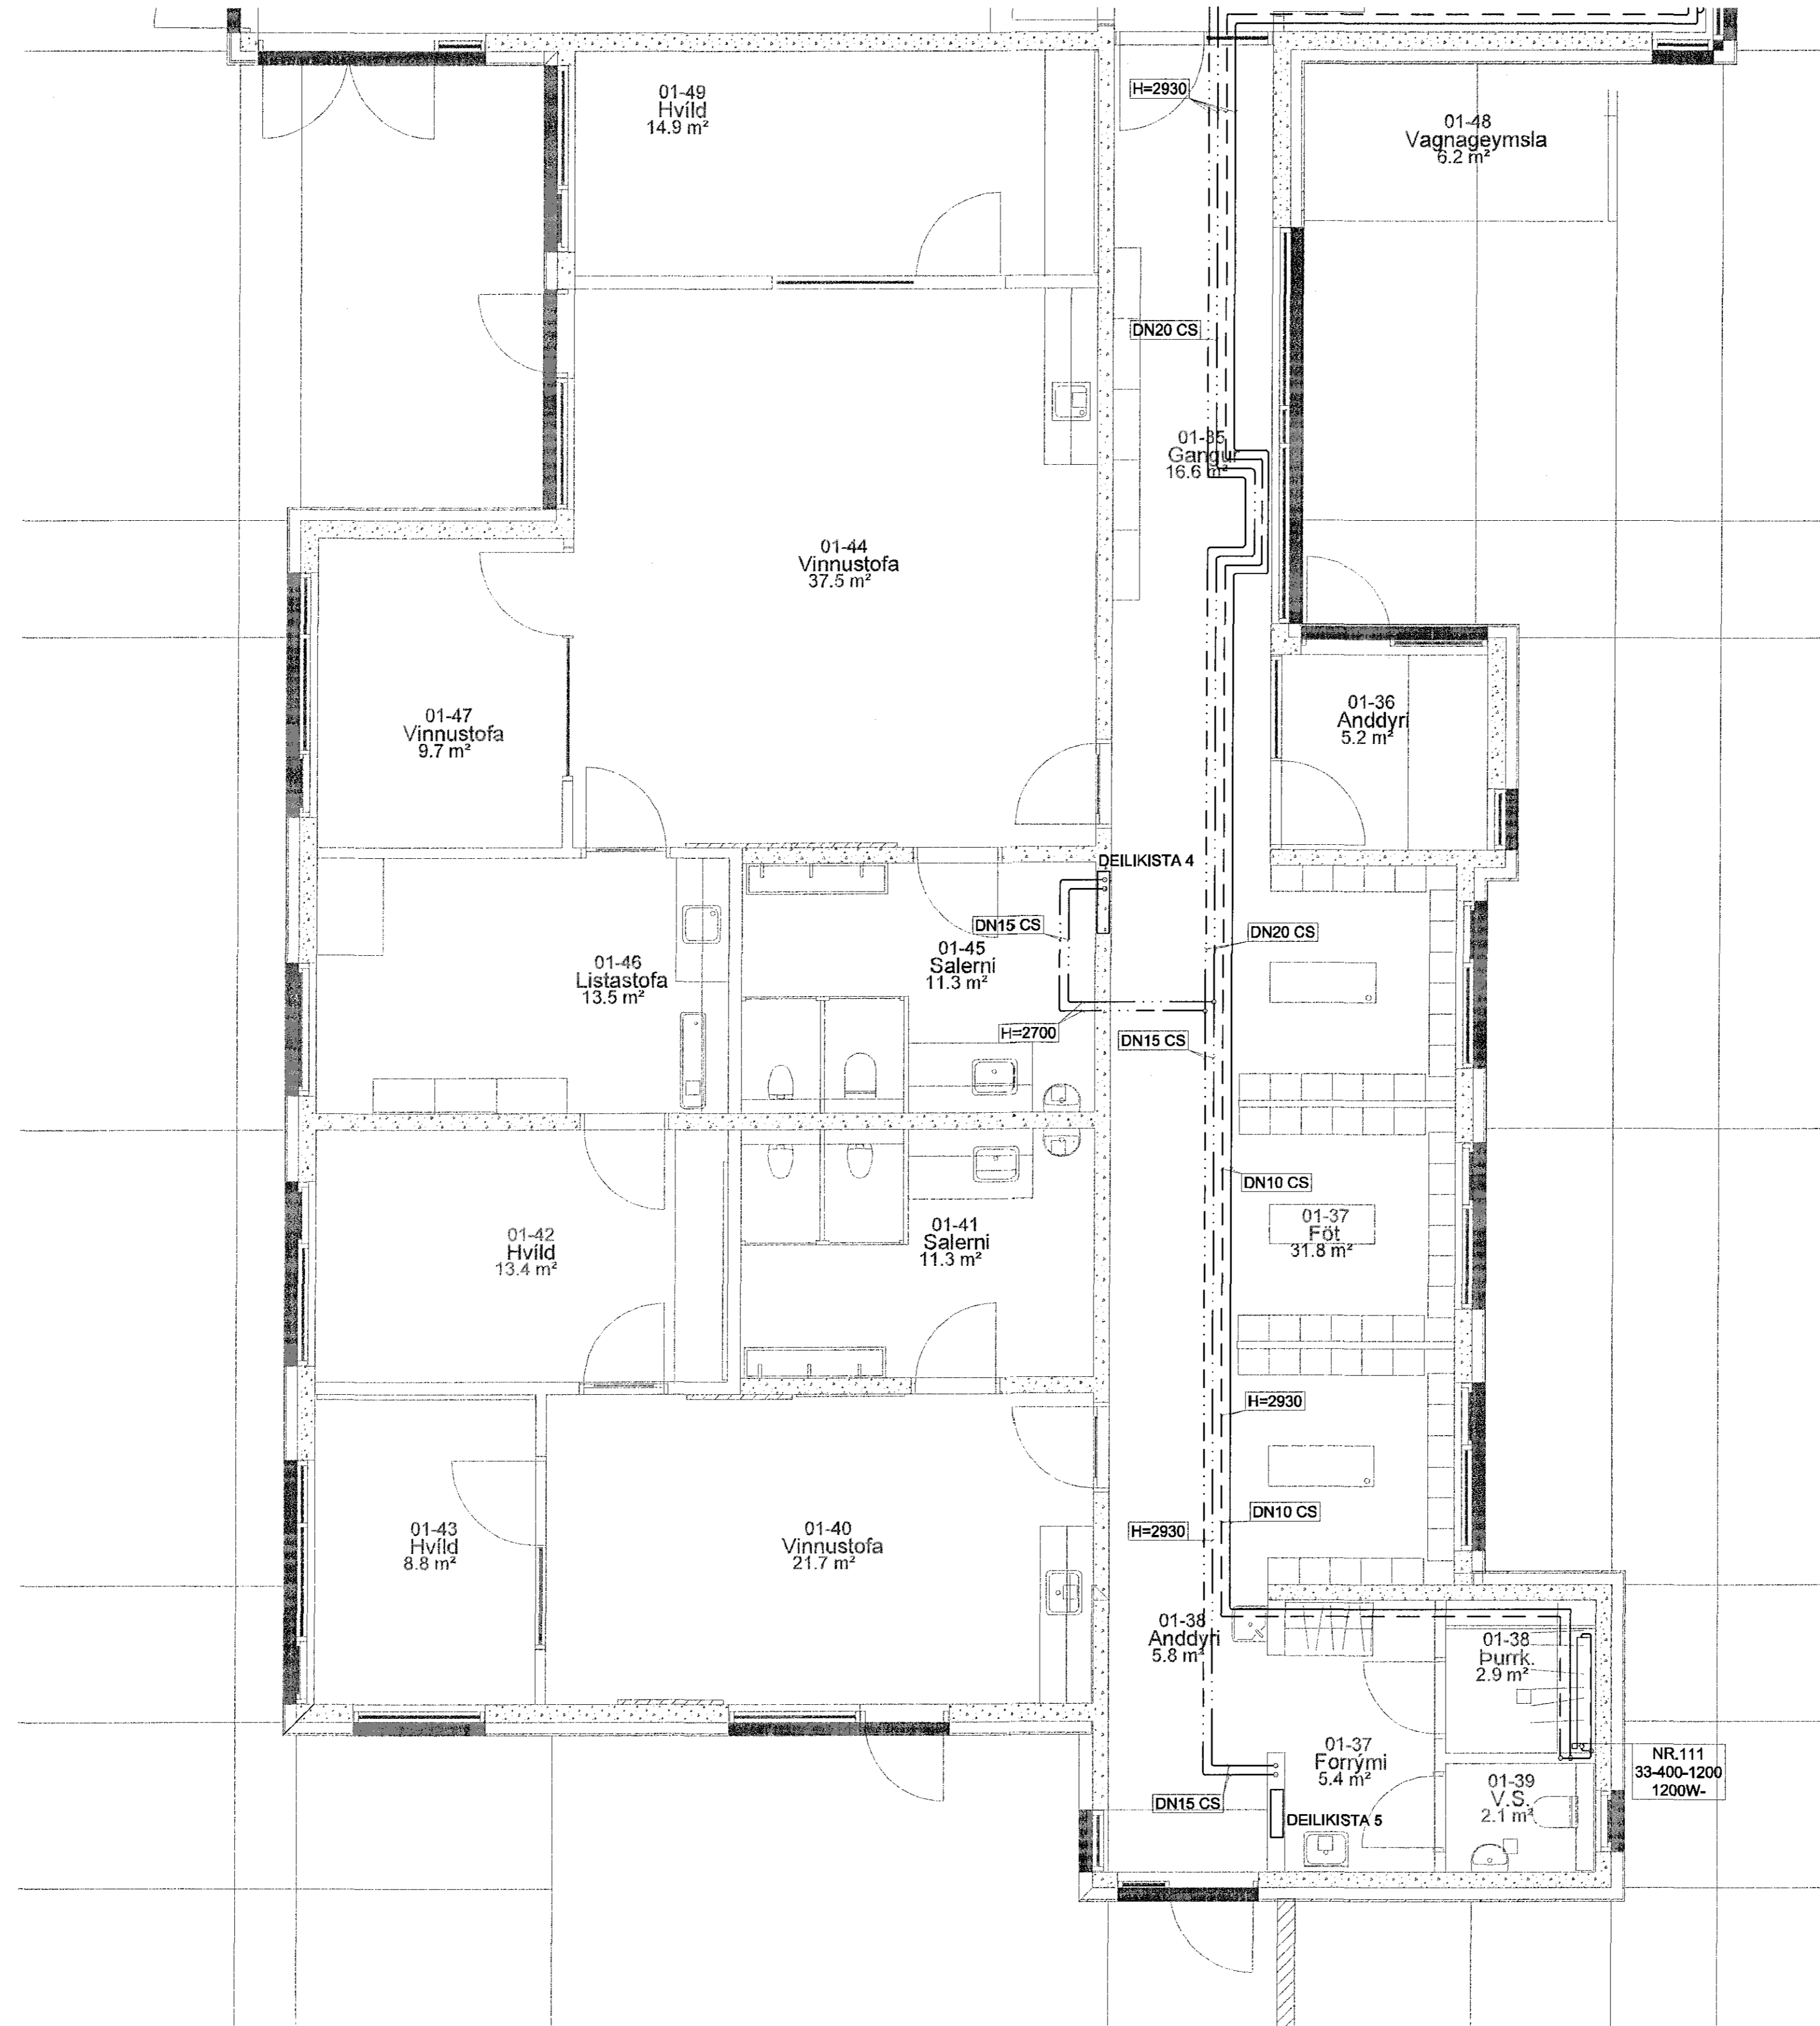 01-49
Hvíld
14.9 m²
H=2930
01-48
Vagnageymsla
6.2 m²
DN20 CS
01-35
Gangur
16.6 m²
01-44
Vinnustofa
37.5 m²
01-47
Vinnustofa
9.7 m²
01-36
Anddyri
5.2 m²
DEILIKISTA 4
DN15 CS
DN20 CS
01-45
Salerni
11.3 m²
01-46
Listastofa
13.5 m²
H=2700
DN15 CS
DN10 CS
01-37
Föt
31.8 m²
01-42
Hvíld
13.4 m²
01-41
Salerni
11.3 m²
H=2930
DN10 CS
H=2930
01-43
Hvíld
8.8 m²
01-40
Vinnustofa
21.7 m²
01-38
Anddyri
5.8 m²
01-38
Þurrk.
2.9 m²
01-37
Forrými
5.4 m²
NR.111
33-400-1200
1200W-
01-39
V.S.
2.1 m²
DN15 CS
DEILIKISTA 5